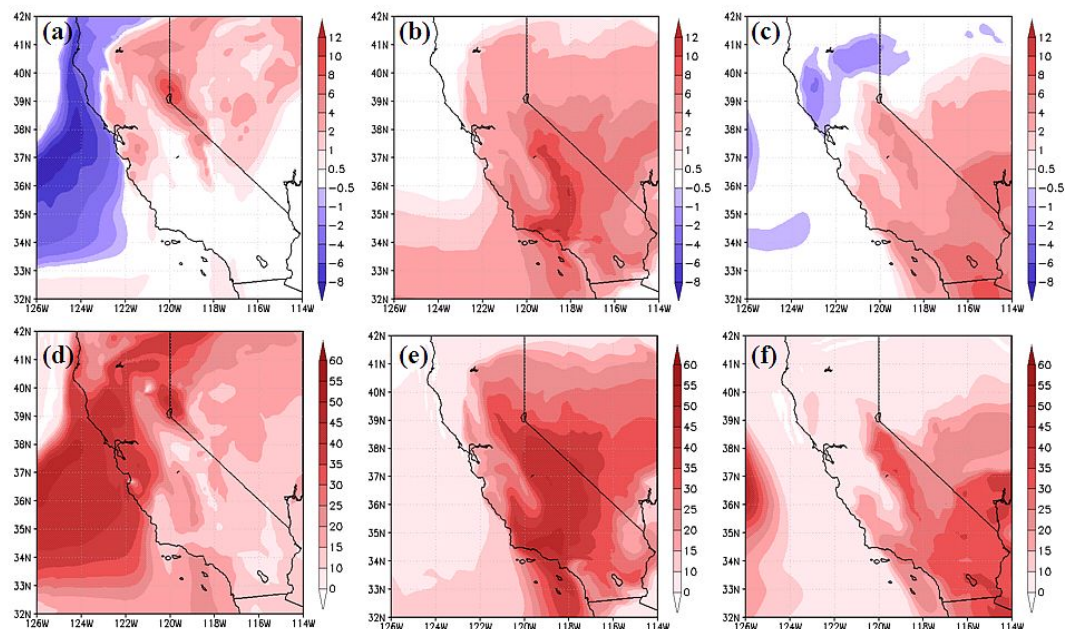 (a)
42N
41N
40N
39N
38N
37N
36N
35N
34N
33N
32N
126W 124W 122W 120W 118W 116W 114W
12
8
6
4
2
1
0.5
−0.5
−1
−2
−4
−6
−8
(b)
42N
41N
40N
39N
38N
37N
36N
35N
34N
33N
32N
126W 124W 122W 120W 118W 116W 114W
12
8
6
4
2
1
0.5
−0.5
−1
−2
−4
−6
−8
(c)
42N
41N
40N
39N
38N
37N
36N
35N
34N
33N
32N
126W 124W 122W 120W 118W 116W 114W
12
8
6
4
2
1
0.5
−0.5
−1
−2
−4
−6
−8
(d)
42N
41N
40N
39N
38N
37N
36N
35N
34N
33N
32N
126W 124W 122W 120W 118W 116W 114W
60
55
50
45
40
35
30
25
20
15
10
0
(e)
42N
41N
40N
39N
38N
37N
36N
35N
34N
33N
32N
126W 124W 122W 120W 118W 116W 114W
60
50
45
40
35
30
25
20
15
10
5
0
(f)
42N
41N
40N
39N
38N
37N
36N
35N
34N
33N
32N
126W 124W 122W 120W 118W 116W 114W
60
50
45
40
35
30
25
20
15
10
5
0